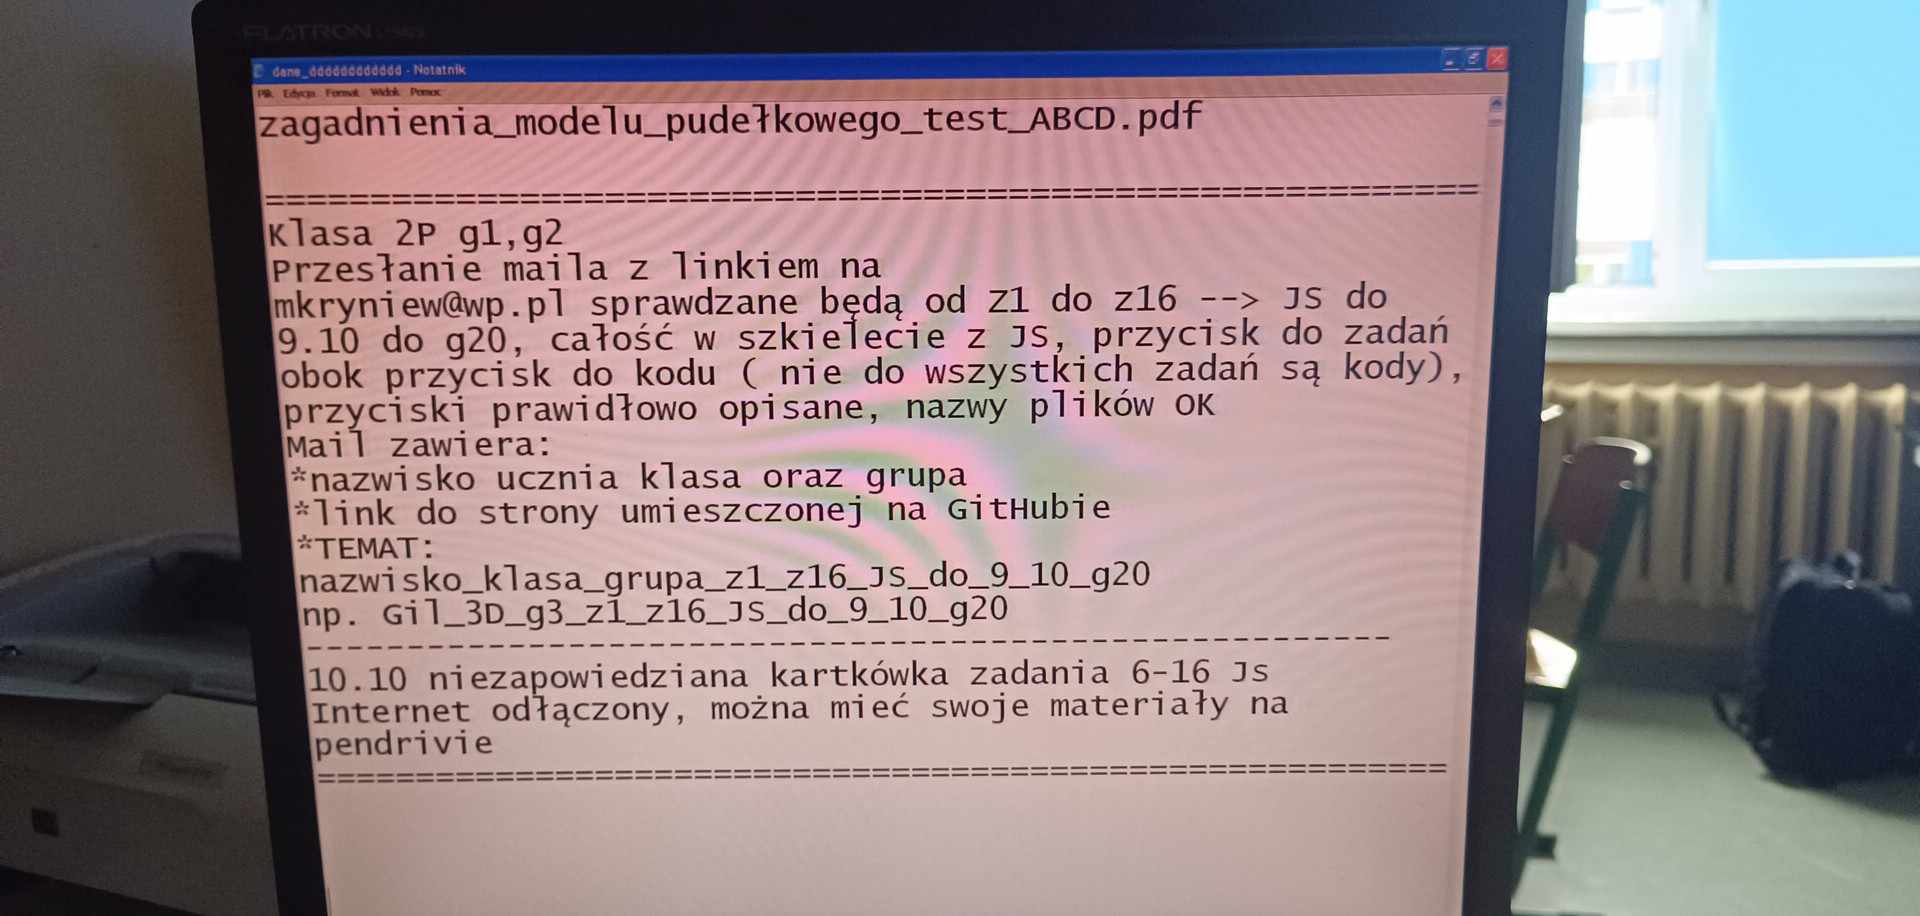 FLATRON
dane_dddddddddddd - Notatnik
Plik Edycja Format Widok Pomoc
zagadnienia_modelu_pudełkowego_test_ABCD.pdf
==========================================================
Klasa 2P g1,g2
Przesłanie maila z linkiem na
mkryniew@wp.pl sprawdzane będą od Z1 do z16 --> JS do
9.10 do g20, całość w szkielecie z JS, przycisk do zadań
obok przycisk do kodu ( nie do wszystkich zadań są kody),
przyciski prawidłowo opisane, nazwy plików OK
Mail zawiera:
*nazwisko ucznia klasa oraz grupa
*link do strony umieszczonej na GitHubie
*TEMAT:
nazwisko_klasa_grupa_z1_z16_JS_do_9_10_g20
np. Gil_3D_g3_z1_z16_JS_do_9_10_g20
-------------------------------------------------------
10.10 niezapowiedziana kartkówka zadania 6-16 Js
Internet odłączony, można mieć swoje materiały na
pendrivie
==========================================================